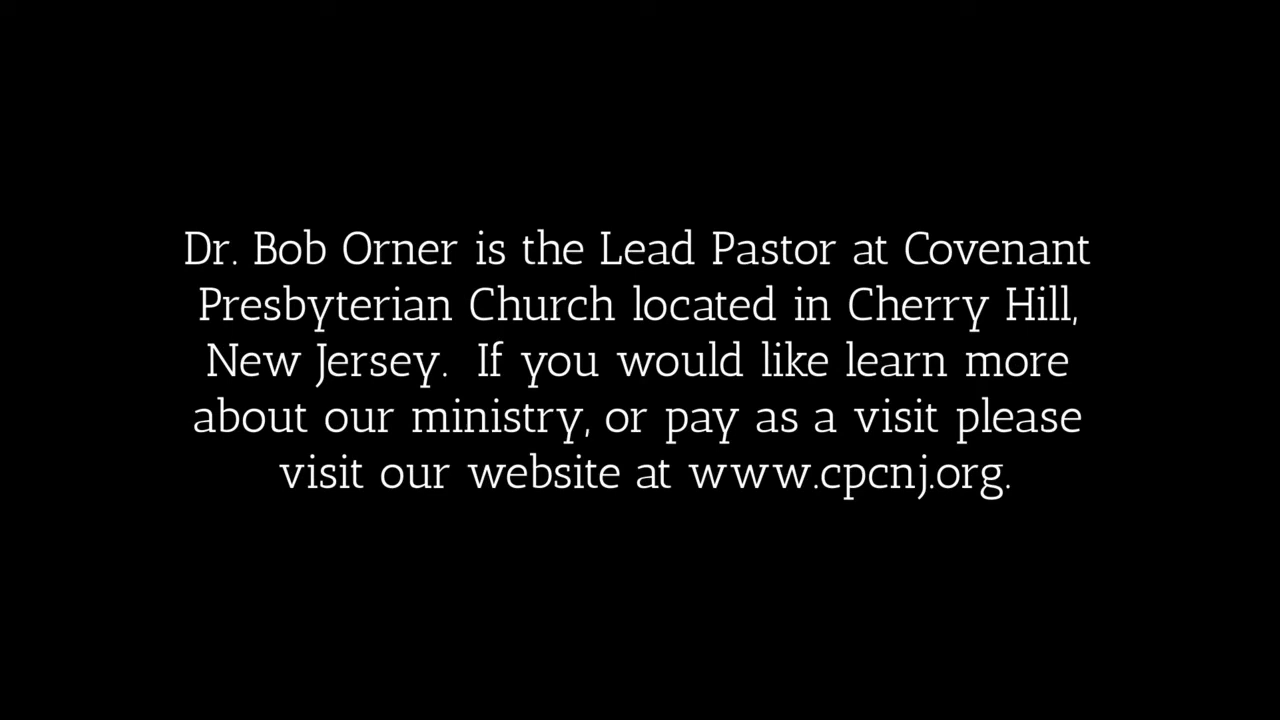 Dr. Bob Orner is the Lead Pastor at Covenant
Presbyterian Church located in Cherry Hill,
New Jersey.  If you would like learn more
about our ministry, or pay as a visit please
visit our website at www.cpcnj.org.